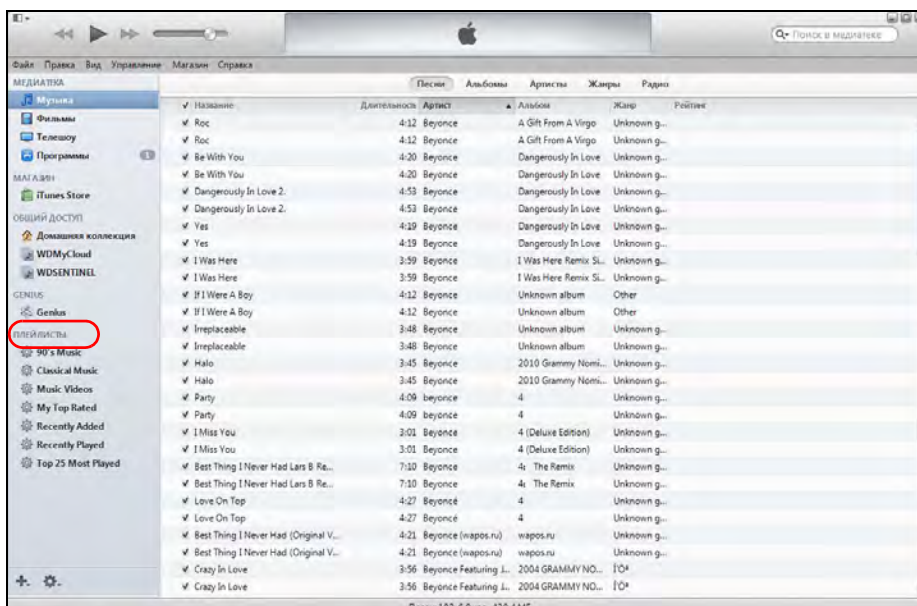 Поиск в медиатеке
Файл Правка Вид Управление Магазин Справка
МЕДИАТЕКА
Музыка
Фильмы
Телешоу
Программы 1
МАГАЗИН
iTunes Store
ОБЩИЙ ДОСТУП
Домашняя коллекция
WDMyCloud
WDSENTINEL
GENIUS
Genius
ПЛЕЙЛИСТЫ
90's Music
Classical Music
Music Videos
My Top Rated
Recently Added
Recently Played
Top 25 Most Played
Песни Альбомы Артисты Жанры Радио
Название Длительность Артист Альбом Жанр Рейтинг
Roc 4:12 Beyonce A Gift From A Virgo Unknown g...
Roc 4:12 Beyonce A Gift From A Virgo Unknown g...
Be With You 4:20 Beyonce Dangerously In Love Unknown g...
Be With You 4:20 Beyonce Dangerously In Love Unknown g...
Dangerously In Love 2. 4:53 Beyonce Dangerously In Love Unknown g...
Dangerously In Love 2. 4:53 Beyonce Dangerously In Love Unknown g...
Yes 4:19 Beyonce Dangerously In Love Unknown g...
Yes 4:19 Beyonce Dangerously In Love Unknown g...
I Was Here 3:59 Beyonce I Was Here Remix Si... Unknown g...
I Was Here 3:59 Beyonce I Was Here Remix Si... Unknown g...
If I Were A Boy 4:12 Beyonce Unknown album Other
If I Were A Boy 4:12 Beyonce Unknown album Other
Irreplaceable 3:48 Beyonce Unknown album Unknown g...
Irreplaceable 3:48 Beyonce Unknown album Unknown g...
Halo 3:45 Beyonce 2010 Grammy Nomi... Unknown g...
Halo 3:45 Beyonce 2010 Grammy Nomi... Unknown g...
Party 4:09 beyonce 4 Unknown g...
Party 4:09 beyonce 4 Unknown g...
I Miss You 3:01 Beyonce 4 (Deluxe Edition) Unknown g...
I Miss You 3:01 Beyonce 4 (Deluxe Edition) Unknown g...
Best Thing I Never Had Lars B Re... 7:10 Beyonce The Remix Unknown g...
Best Thing I Never Had Lars B Re... 7:10 Beyonce The Remix Unknown g...
Love On Top 4:27 Beyoncé 4 Unknown g...
Love On Top 4:27 Beyoncé 4 Unknown g...
Best Thing I Never Had (Original V... 4:21 Beyonce (wapos.ru) wapos.ru Unknown g...
Best Thing I Never Had (Original V... 4:21 Beyonce (wapos.ru) wapos.ru Unknown g...
Crazy In Love 3:56 Beyonce Featuring J... 2004 GRAMMY NO...
Crazy In Love 3:56 Beyonce Featuring J... 2004 GRAMMY NO...